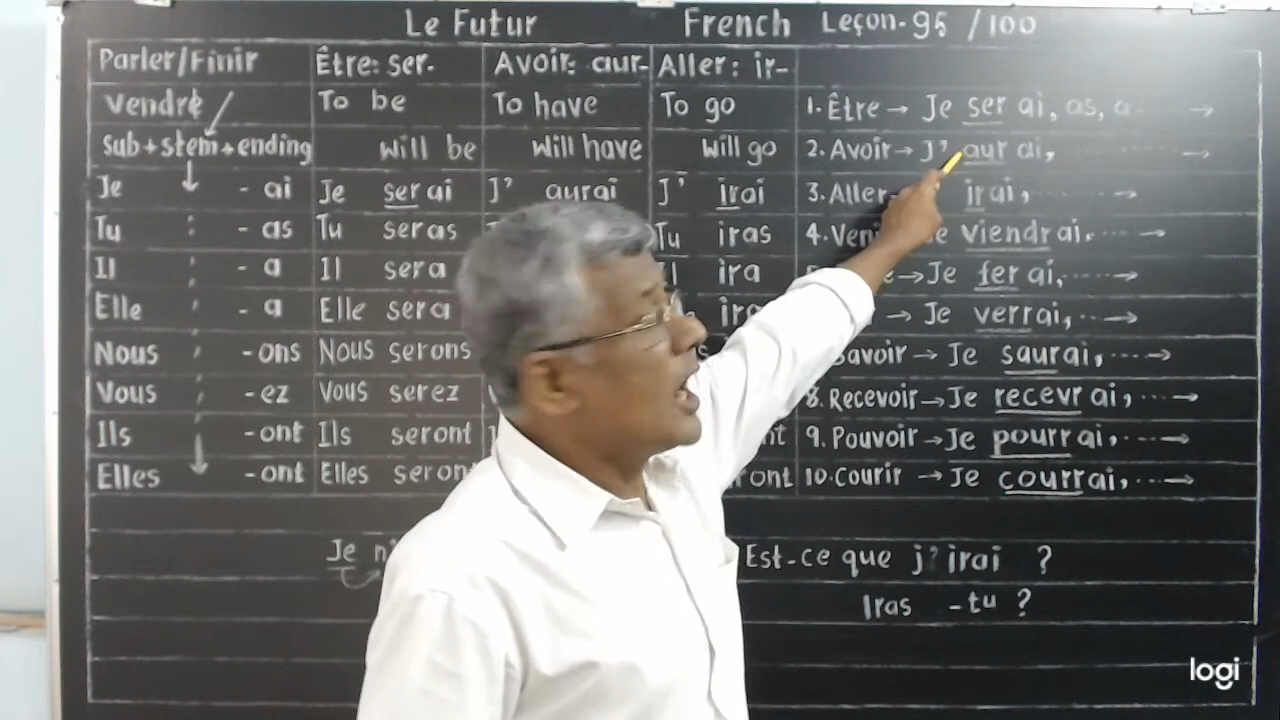 Le Futur French Leçon-95 /100
Parler/Finir Être: ser- Avoir: aur- Aller: ir-
Vendre To be To have To go 1. Être → Je ser ai, as, a →
Sub+stem+ending will be will have will go 2. Avoir → J' aur ai, →
Je - ai Je serai J' aurai J' irai 3. Aller irai, →
Tu - as Tu seras Tu iras 4. viendrai, →
Il - a Il sera ira → Je ferai, →
Elle - a Elle sera → Je verrai, →
Nous - ons Nous serons Savoir → Je saurai, →
Vous - ez Vous serez 8. Recevoir → Je recevrai, →
Ils - ont Ils seront 9. Pouvoir → Je pourrai, →
Elles - ont Elles 10. Courir → Je courrai, →
Je Est-ce que j'irai ?
Iras -tu ?
logi